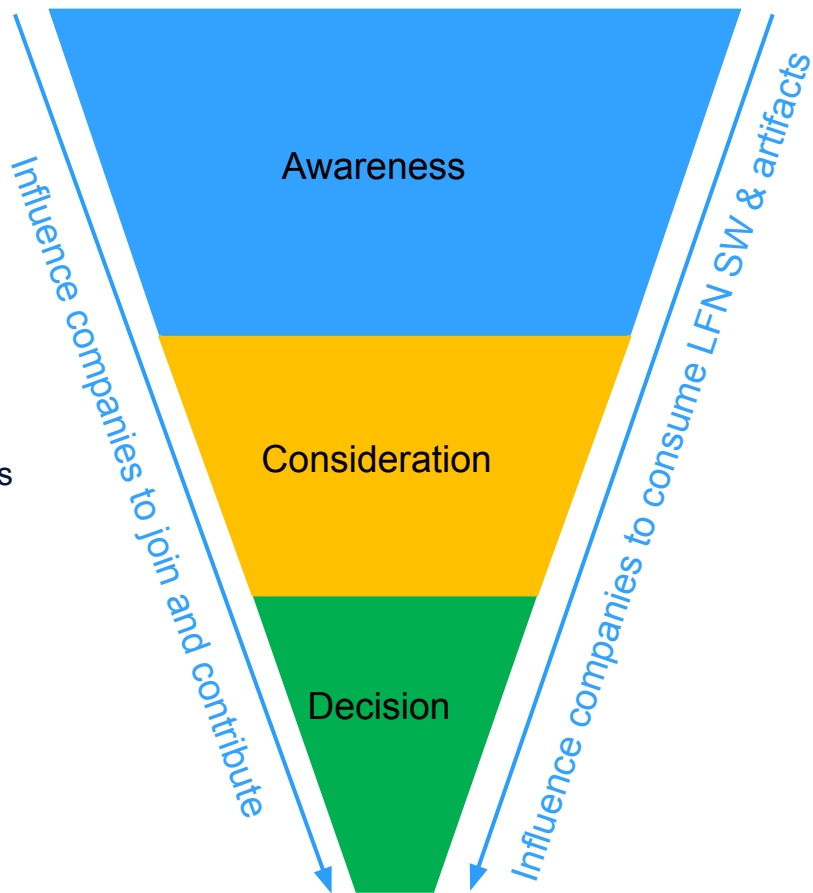 Awareness
Influence companies to join and contribute
Influence companies to consume LFN SW & artifacts
s
Consideration
Decision